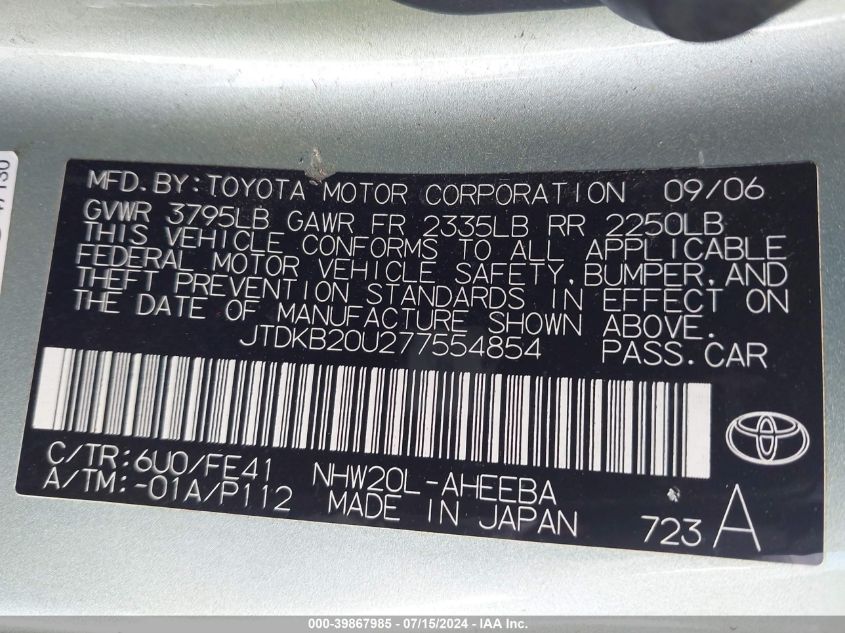 MFD.BY:TOYOTA MOTOR CORPORATION 09/06
GVWR 3795LB GAWR FR 2335LB RR 2250LB
THIS VEHICLE CONFORMS TO ALL APPLICABLE
FEDERAL MOTOR VEHICLE SAFETY,BUMPER,AND
THEFT PREVENTION STANDARDS IN EFFECT ON
THE DATE OF MANUFACTURE SHOWN ABOVE.
JTDKB20U277554854 PASS.CAR
C/TR:6U0/FE41 NHW20L-AHEEBA
A/TM:-01A/P112 MADE IN JAPAN 723 A
000-39867985 - 07/15/2024 - IAA Inc.